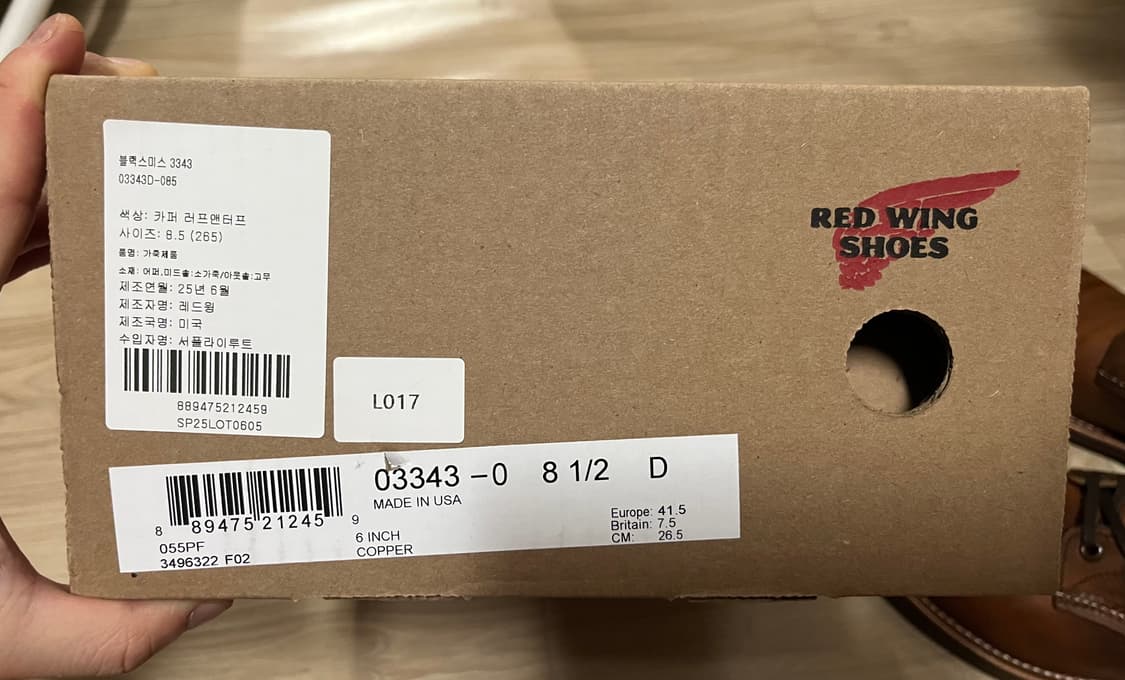 블랙스미스 3343
03343D-085
색상: 카퍼 러프앤터프
사이즈: 8.5 (265)
품명: 가죽제품
소재: 어퍼,미드솔:소가죽/아웃솔:고무
제조연월: 25년 6월
제조자명: 레드윙
제조국명: 미국
수입자명: 서플라이루트
889475212459
SP25LOT0605
L017
RED WING
SHOES
03343 -0 8 1/2 D
MADE IN USA
8 89475 21245 9
055PF
3496322 F02
6 INCH
COPPER
Europe: 41.5
Britain: 7.5
CM: 26.5